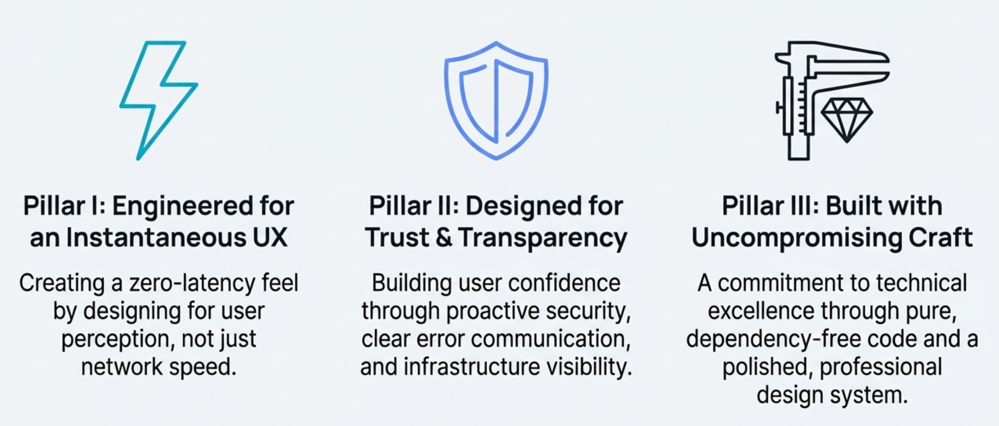 Pillar I: Engineered for
an Instantaneous UX
Creating a zero-latency feel
by designing for user
perception, not just
network speed.
Pillar II: Designed for
Trust & Transparency
Building user confidence
through proactive security,
clear error communication,
and infrastructure visibility.
Pillar III: Built with
Uncompromising Craft
A commitment to technical
excellence through pure,
dependency-free code and a
polished, professional
design system.